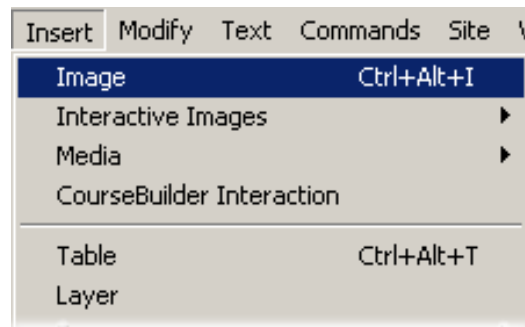 Insert Modify Text Commands Site
Image Ctrl+Alt+I
Interactive Images
Media
CourseBuilder Interaction
Table Ctrl+Alt+T
Layer